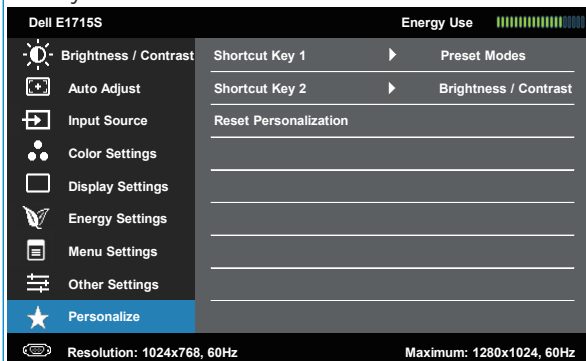 Dell E1715S Energy Use
Brightness / Contrast Shortcut Key 1 Preset Modes
Auto Adjust Shortcut Key 2 Brightness / Contrast
Input Source Reset Personalization
Color Settings
Display Settings
Energy Settings
Menu Settings
Other Settings
Personalize
Resolution: 1024x768, 60Hz Maximum: 1280x1024, 60Hz